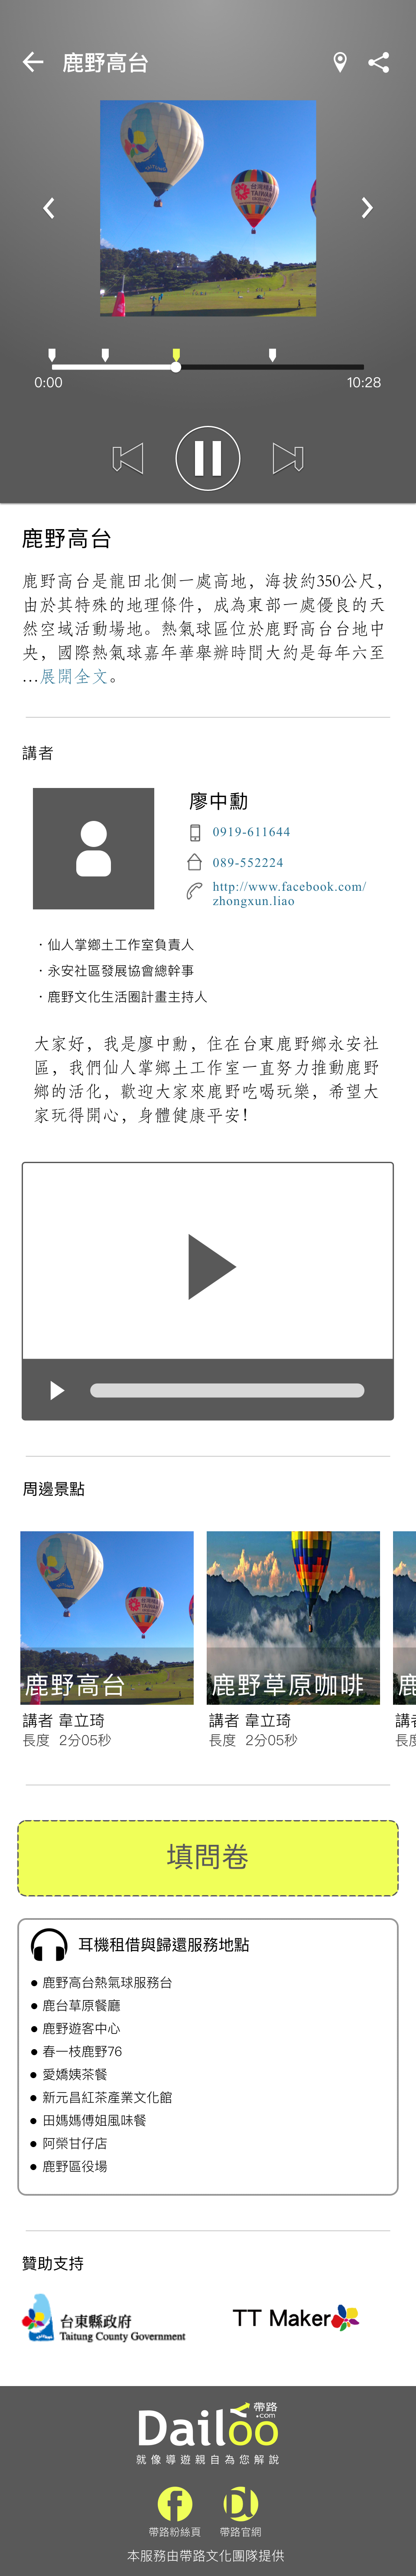 鹿野高台
TAIWAN
0:00
10:28
鹿野高台
鹿野高台是龍田北側一處高地，海拔約350公尺，
由於其特殊的地理條件，成為東部一處優良的天
然空域活動場地。熱氣球區位於鹿野高台台地中
央，國際熱氣球嘉年華舉辦時間大約是每年六至
...展開全文。
講者
廖中勳
0919-611644
089-552224
http://www.facebook.com/
zhongxun.liao
·仙人掌鄉土工作室負責人
·永安社區發展協會總幹事
·鹿野文化生活圈計畫主持人
大家好，我是廖中勳，住在台東鹿野鄉永安社
區，我們仙人掌鄉土工作室一直努力推動鹿野
鄉的活化，歡迎大家來鹿野吃喝玩樂，希望大
家玩得開心，身體健康平安！
周邊景點
鹿野高台
鹿野草原咖啡
鹿
講者 韋立琦
講者 韋立琦
講者
長度 2分05秒
長度 2分05秒
長度
填問卷
耳機租借與歸還服務地點
● 鹿野高台熱氣球服務台
● 鹿台草原餐廳
● 鹿野遊客中心
● 春一枝鹿野76
● 愛嬌姨茶餐
● 新元昌紅茶產業文化館
● 田媽媽傅姐風味餐
● 阿榮甘仔店
● 鹿野區役場
贊助支持
台東縣政府
Taitung County Government
TT Maker
帶路
.com
Dailoo
就像導遊親自為您解說
帶路粉絲頁
帶路官網
本服務由帶路文化團隊提供